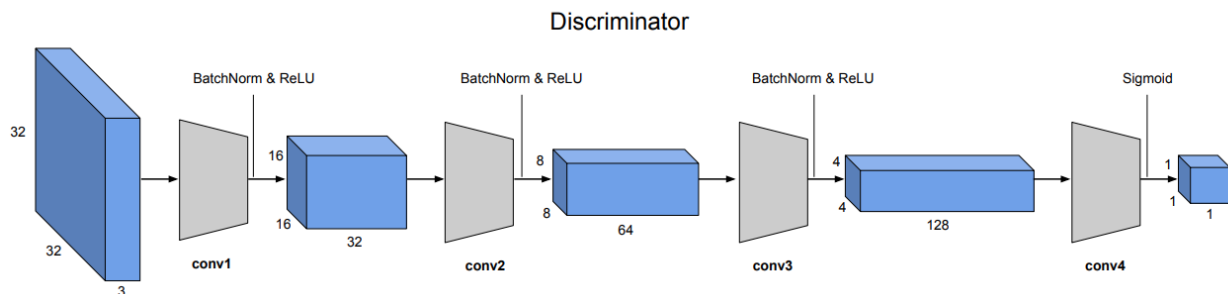 Discriminator
BatchNorm & ReLU
BatchNorm & ReLU
BatchNorm & ReLU
Sigmoid
32
32
3
conv1
16
16
32
conv2
8
8
64
conv3
4
4
128
conv4
1
1
1